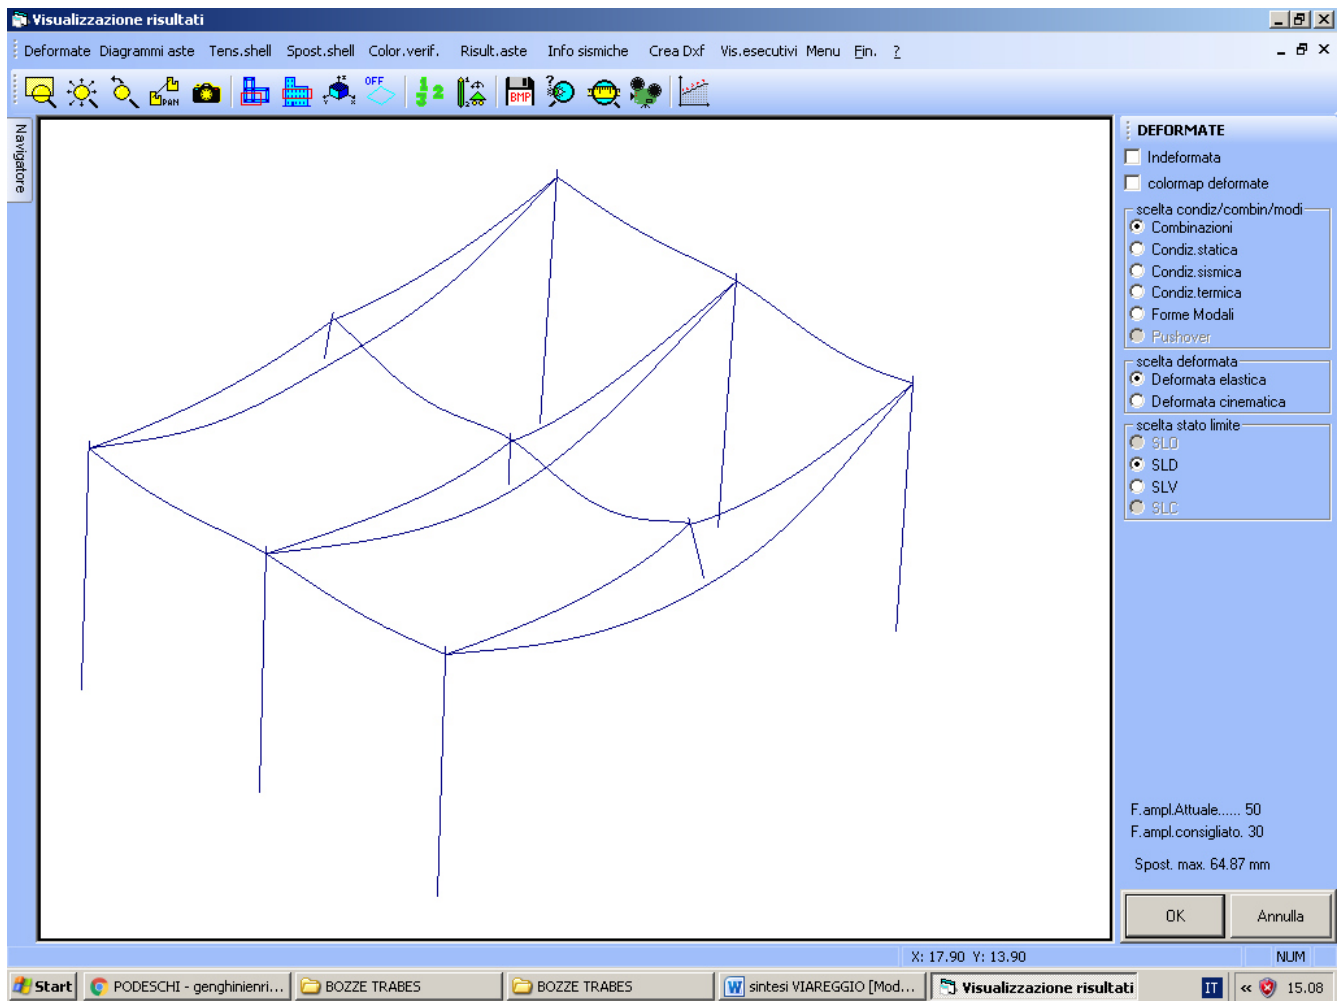 Visualizzazione risultati
Deformate Diagrammi aste Tens.shell Spost.shell Color.verif. Risult.aste Info sismiche Crea Dxf Vis.esecutivi Menu Fin. ?
PAN OFF BMP
Navigatore
DEFORMATE
Indeformata
colormap deformate
scelta condiz/combin/modi
Combinazioni
Condiz.statica
Condiz.sismica
Condiz.termica
Forme Modali
Pushover
scelta deformata
Deformata elastica
Deformata cinematica
scelta stato limite
SLO
SLD
SLV
SLC
F.ampl.Attuale...... 50
F.ampl.consigliato. 30
Spost. max. 64.87 mm
OK Annulla
X: 17.90 Y: 13.90 NUM
Start PODESCHI - genghinienri... BOZZE TRABES BOZZE TRABES sintesi VIAREGGIO [Mod... Visualizzazione risultati IT « 15.08